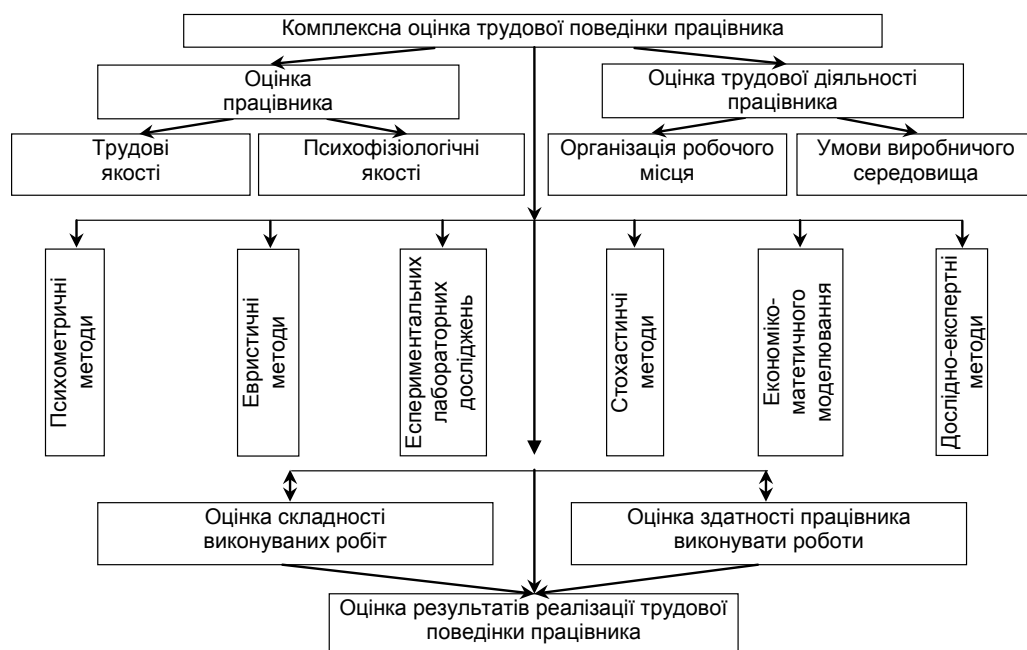 Комплексна оцінка трудової поведінки працівника
Оцінка
працівника
Оцінка трудової діяльності
працівника
Трудові
якості
Психофізіологічні
якості
Організація робочого
місця
Умови виробничого
середовища
Психометричні
методи
Евристичні
методи
Еспериментальних
лабораторних
досліджень
Стохастинчі
методи
Економіко-
матетичного
моделювання
Дослідно-експертні
методи
Оцінка складності
виконуваних робіт
Оцінка здатності працівника
виконувати роботи
Оцінка результатів реалізації трудової
поведінки працівника